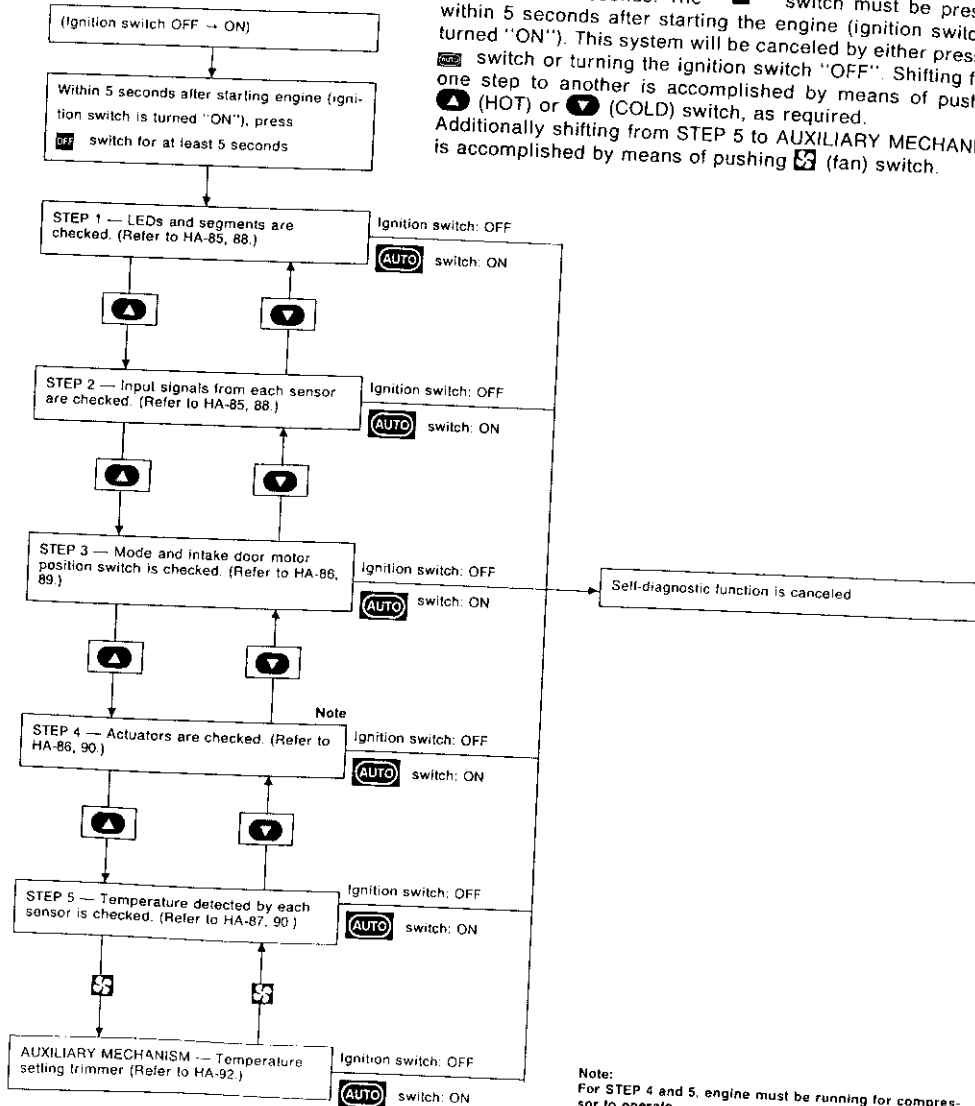 (Ignition switch OFF → ON)
Within 5 seconds after starting engine (igni-
tion switch is turned "ON"), press
OFF switch for at least 5 seconds
switch must be
within 5 seconds after starting the engine (ignition
turned "ON"). This system will be canceled by either
AUTO switch or turning the ignition switch "OFF". Shifting
one step to another is accomplished by means of
▲ (HOT) or ▼ (COLD) switch, as required.
Additionally shifting from STEP 5 to AUXILIARY
is accomplished by means of pushing (fan) switch.
STEP 1 — LEDs and segments are
checked. (Refer to HA-85, 88.)
Ignition switch: OFF
AUTO switch: ON
STEP 2 — Input signals from each sensor
are checked. (Refer to HA-85, 88.)
Ignition switch: OFF
AUTO switch: ON
STEP 3 — Mode and intake door motor
position switch is checked. (Refer to HA-86,
89.)
Ignition switch: OFF
AUTO switch: ON
Self-diagnostic function is canceled
Note
STEP 4 — Actuators are checked. (Refer to
HA-86, 90.)
Ignition switch: OFF
AUTO switch: ON
STEP 5 — Temperature detected by each
sensor is checked. (Refer to HA-87, 90.)
Ignition switch: OFF
AUTO switch: ON
AUXILIARY MECHANISM — Temperature
setting trimmer (Refer to HA-92.)
Ignition switch: OFF
AUTO switch: ON
Note:
For STEP 4 and 5, engine must be running for compres-
sor to operate